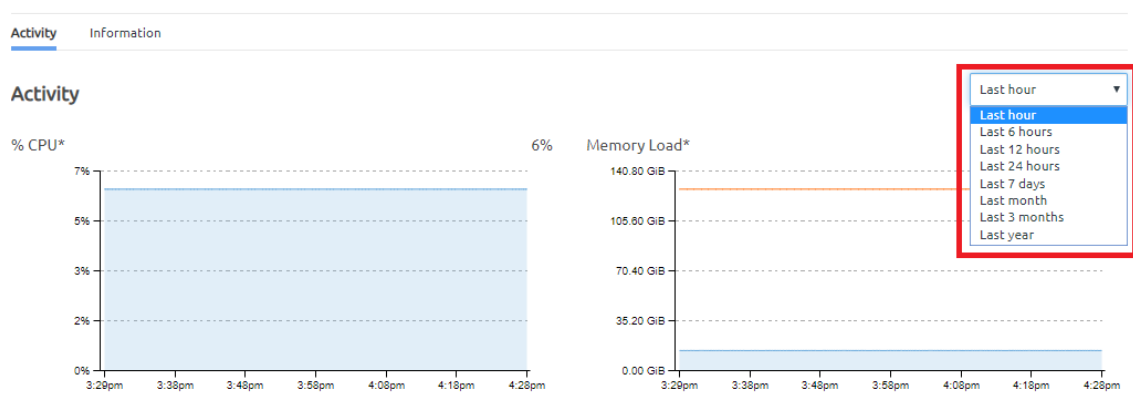 Activity Information
Activity
Last hour
Last hour
Last 6 hours
Last 12 hours
Last 24 hours
Last 7 days
Last month
Last 3 months
Last year
% CPU* 6%
7%
5%
3%
2%
0%
3:29pm 3:38pm 3:48pm 3:58pm 4:08pm 4:18pm 4:28pm
Memory Load*
140.80 GiB
105.60 GiB
70.40 GiB
35.20 GiB
0.00 GiB
3:29pm 3:38pm 3:48pm 3:58pm 4:08pm 4:18pm 4:28pm